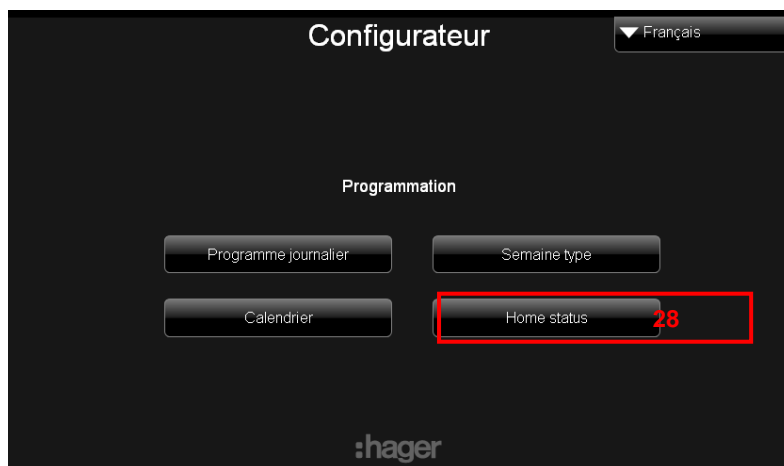 Configurateur
Français
Programmation
Programme journalier
Semaine type
Calendrier
Home status
28
:hager